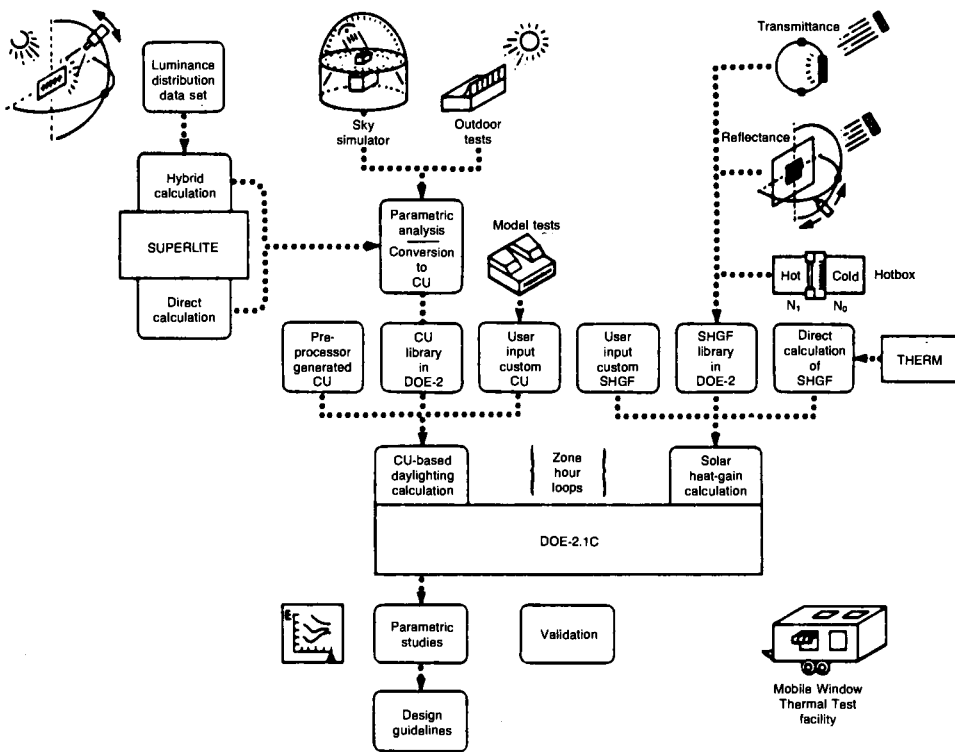 Luminance
distribution
data set
Sky
simulator
Outdoor
tests
Transmittance
Reflectance
Hybrid
calculation
SUPERLITE
Direct
calculation
Parametric
analysis
Conversion
to
CU
Model tests
Hot
Cold
Hotbox
N₁
N₀
Pre-
processor
generated
CU
CU
library
in
DOE-2
User
input
custom
CU
User
input
custom
SHGF
SHGF
library
in
DOE-2
Direct
calculation
of
SHGF
THERM
CU-based
daylighting
calculation
Zone
hour
loops
Solar
heat-gain
calculation
DOE-2.1C
E
Parametric
studies
Validation
Design
guidelines
Mobile Window
Thermal Test
facility